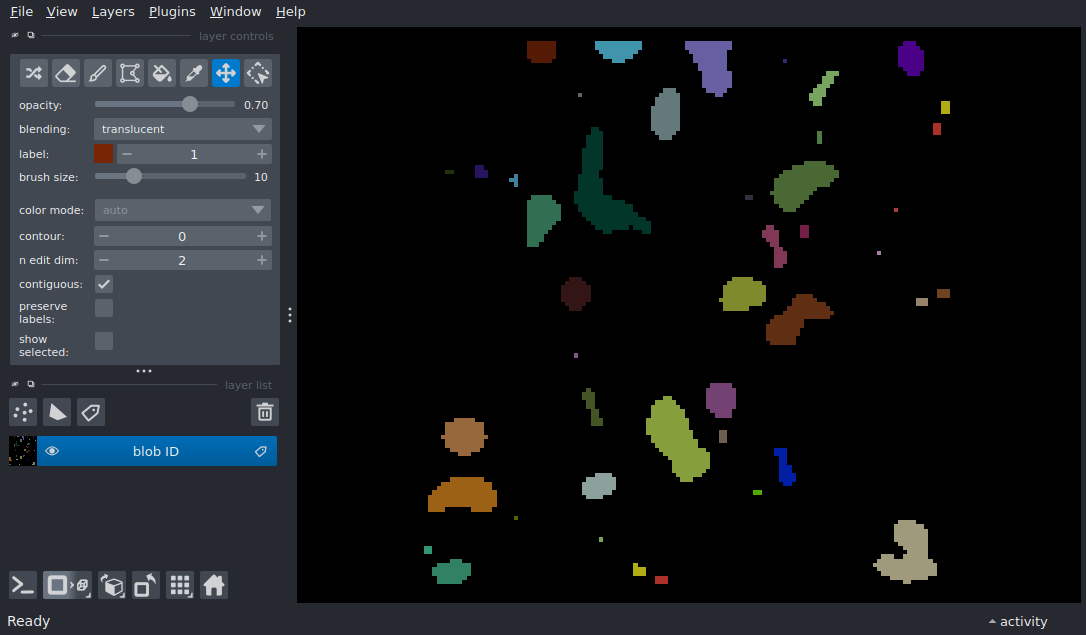 File View Layers Plugins Window Help
layer controls
opacity: 0.70
blending: translucent
label: 1
brush size: 10
color mode: auto
contour: 0
n edit dim: 2
contiguous:
preserve
labels:
show
selected:
layer list
blob ID
Ready
activity